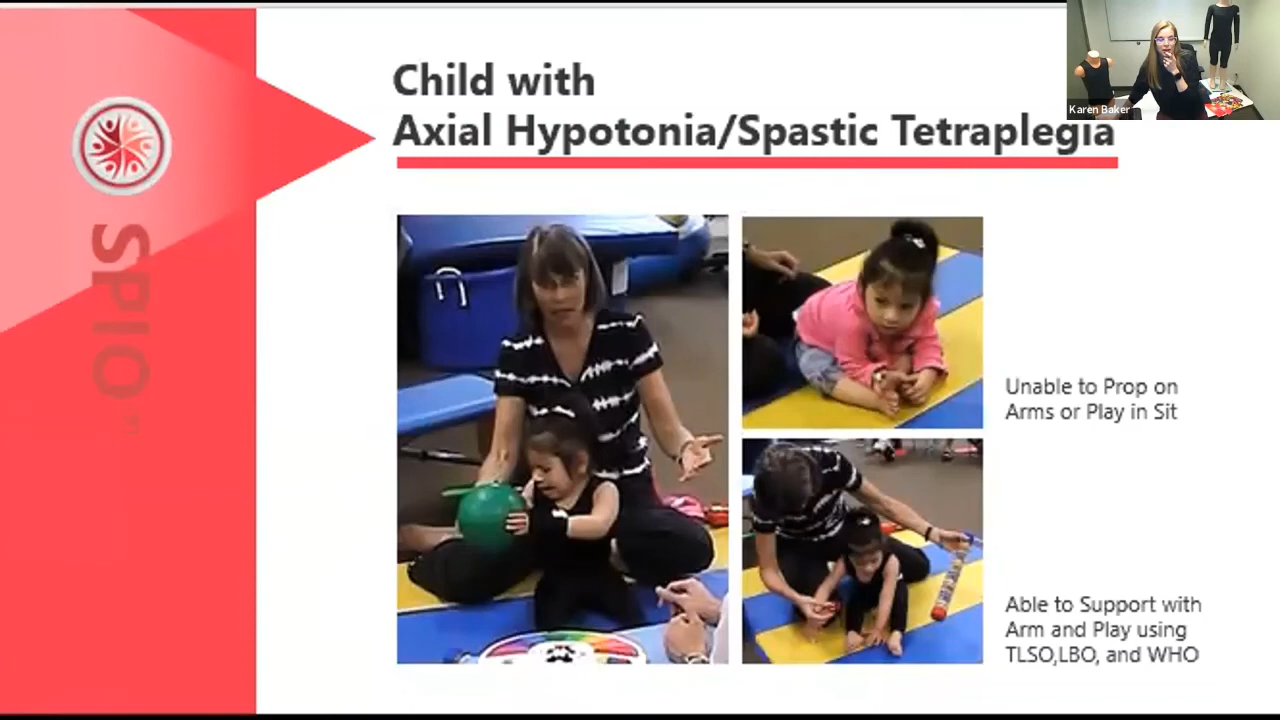 Child with
Axial Hypotonia/Spastic Tetraplegia
Karen Baker
SPIO
Unable to Prop on
Arms or Play in Sit
Able to Support with
Arm and Play using
TLSO,LBO, and WHO